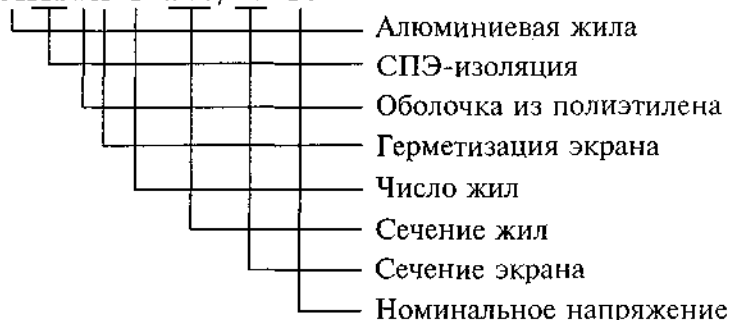 Алюминиевая жила
СПЭ-изоляция
Оболочка из полиэтилена
Герметизация экрана
Число жил
Сечение жил
Сечение экрана
Номинальное напряжение